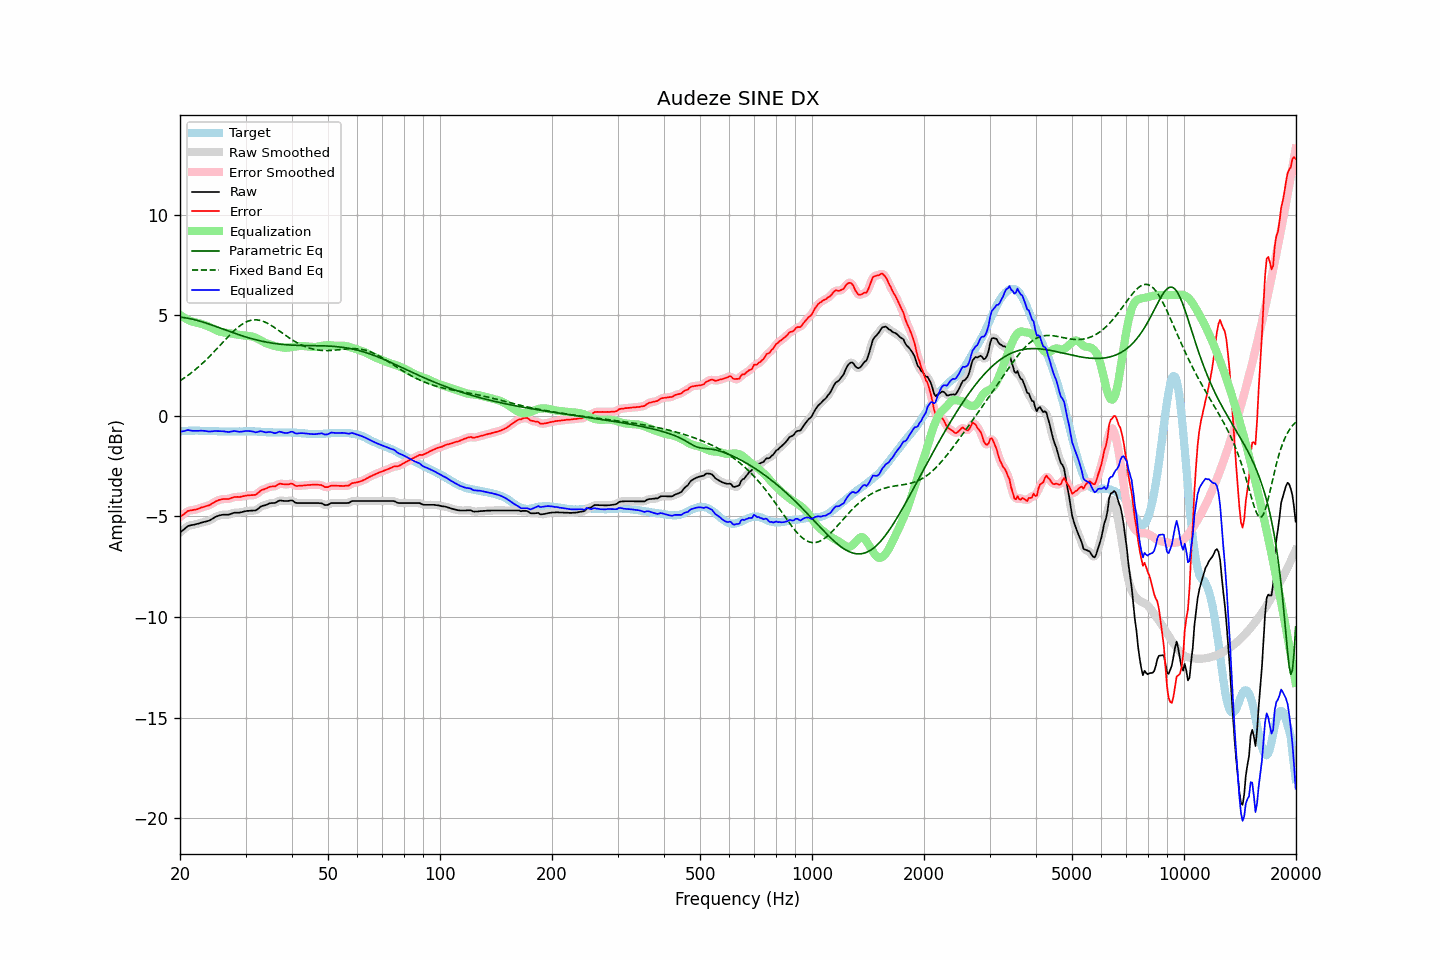 Audeze SINE DX
Target
Raw Smoothed
Error Smoothed
Raw
Error
Equalization
Parametric Eq
Fixed Band Eq
Equalized
10
5
0
−5
−10
−15
−20
Amplitude (dBr)
20
50
100
200
500
1000
2000
5000
10000
20000
Frequency (Hz)